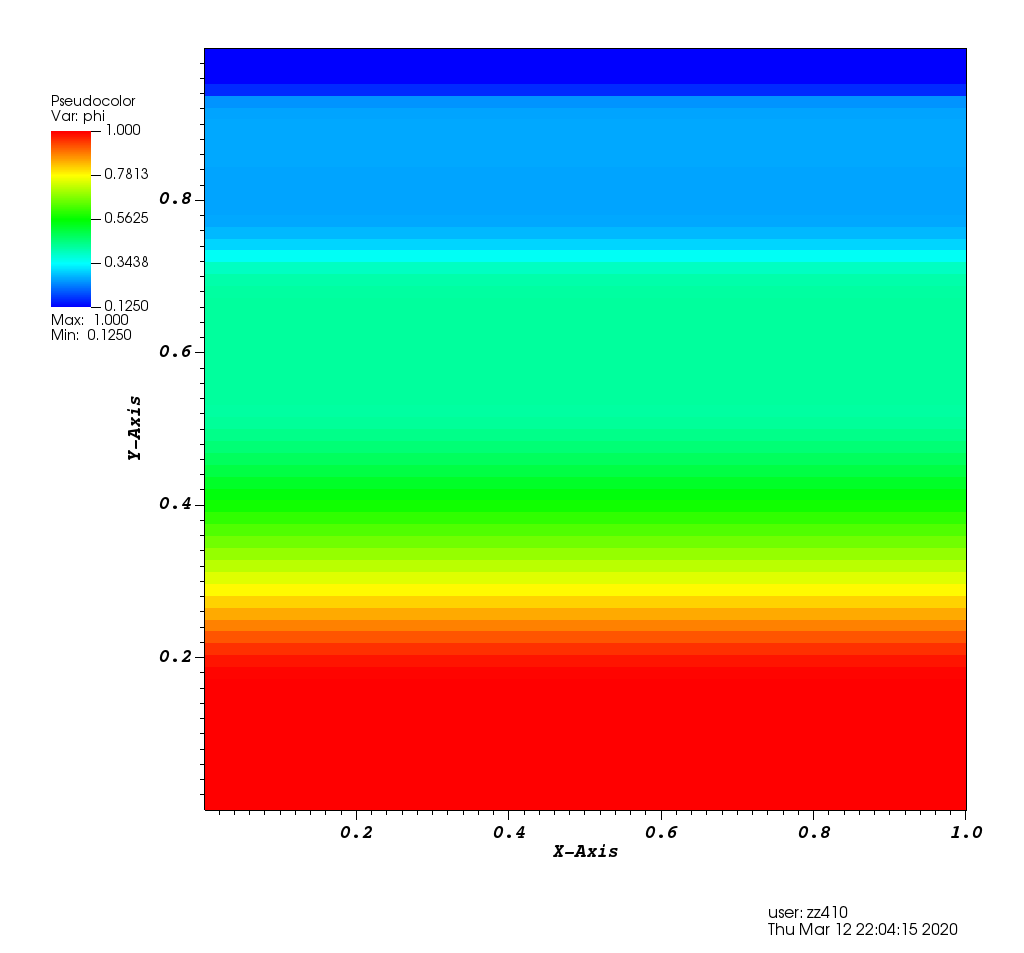 Pseudocolor
Var: phi
1.000
0.7813
0.5625
0.3438
0.1250
Max: 1.000
Min: 0.1250
0.8
0.6
0.4
0.2
Y-Axis
0.2 0.4 0.6 0.8 1.0
X-Axis
user: zz410
Thu Mar 12 22:04:15 2020